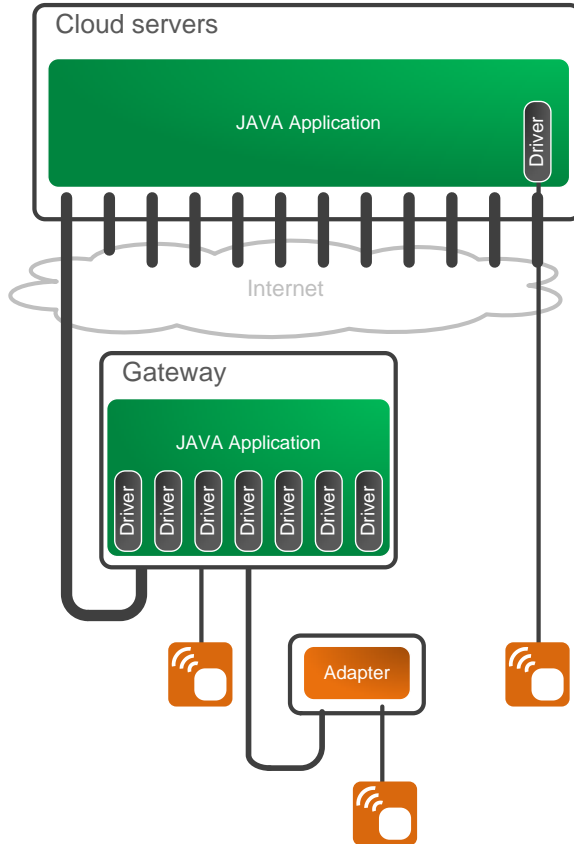 Cloud servers
JAVA Application
Driver
Internet
Gateway
JAVA Application
Driver
Driver
Driver
Driver
Driver
Driver
Driver
Adapter